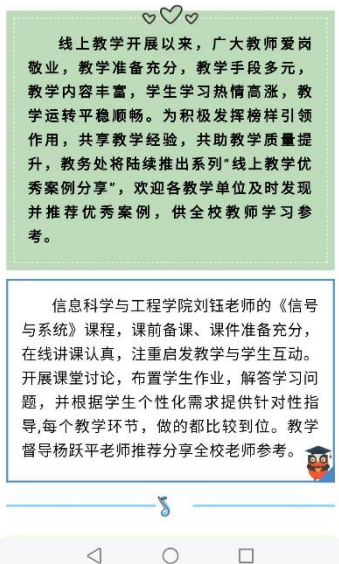 线上教学开展以来，广大教师爱岗
敬业，教学准备充分，教学手段多元，
教学内容丰富，学生学习热情高涨，教
学运转平稳顺畅。为积极发挥榜样引领
作用，共享教学经验，共助教学质量提
升，教务处将陆续推出系列“线上教学优
秀案例分享”，欢迎各教学单位及时发现
并推荐优秀案例，供全校教师学习参
考。
信息科学与工程学院刘钰老师的《信号
与系统》课程，课前备课、课件准备充分，
在线讲课认真，注重启发教学与学生互动。
开展课堂讨论，布置学生作业，解答学习问
题，并根据学生个性化需求提供针对性指
导,每个教学环节，做的都比较到位。教学
督导杨跃平老师推荐分享全校老师参考。